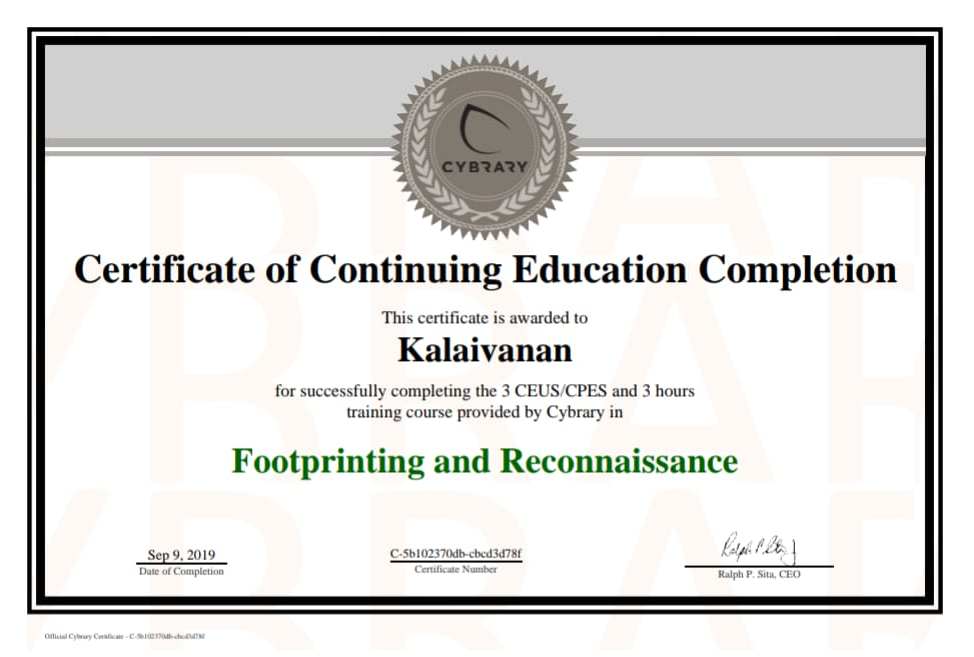 CYBRARY
Certificate of Continuing Education Completion
This certificate is awarded to
Kalaivanan
for successfully completing the 3 CEUS/CPES and 3 hours
training course provided by Cybrary in
Footprinting and Reconnaissance
Sep 9, 2019
Date of Completion
C-5b102370db-cbcd3d78f
Certificate Number
Ralph P. Sita, CEO
Official Cybrary Certificate - C-5b102370db-cbcd3d78f